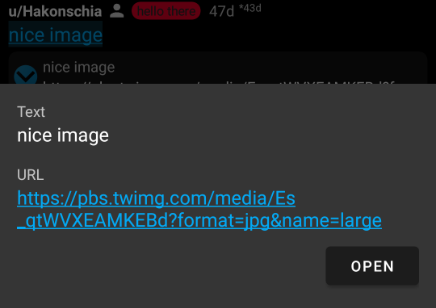 u/Hakonschia hello there 47d *43d
nice image
nice image
Text
nice image
URL
https://pbs.twimg.com/media/Es
_qtWVXEAMKEBd?format=jpg&name=large
OPEN